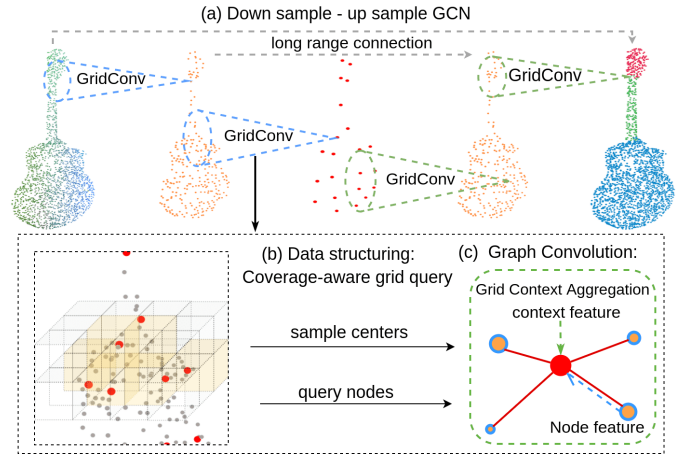 (a) Down sample - up sample GCN
long range connection
GridConv
GridConv
GridConv
GridConv
(b) Data structuring:
Coverage-aware grid query
(c) Graph Convolution:
Grid Context Aggregation
context feature
sample centers
query nodes
Node feature